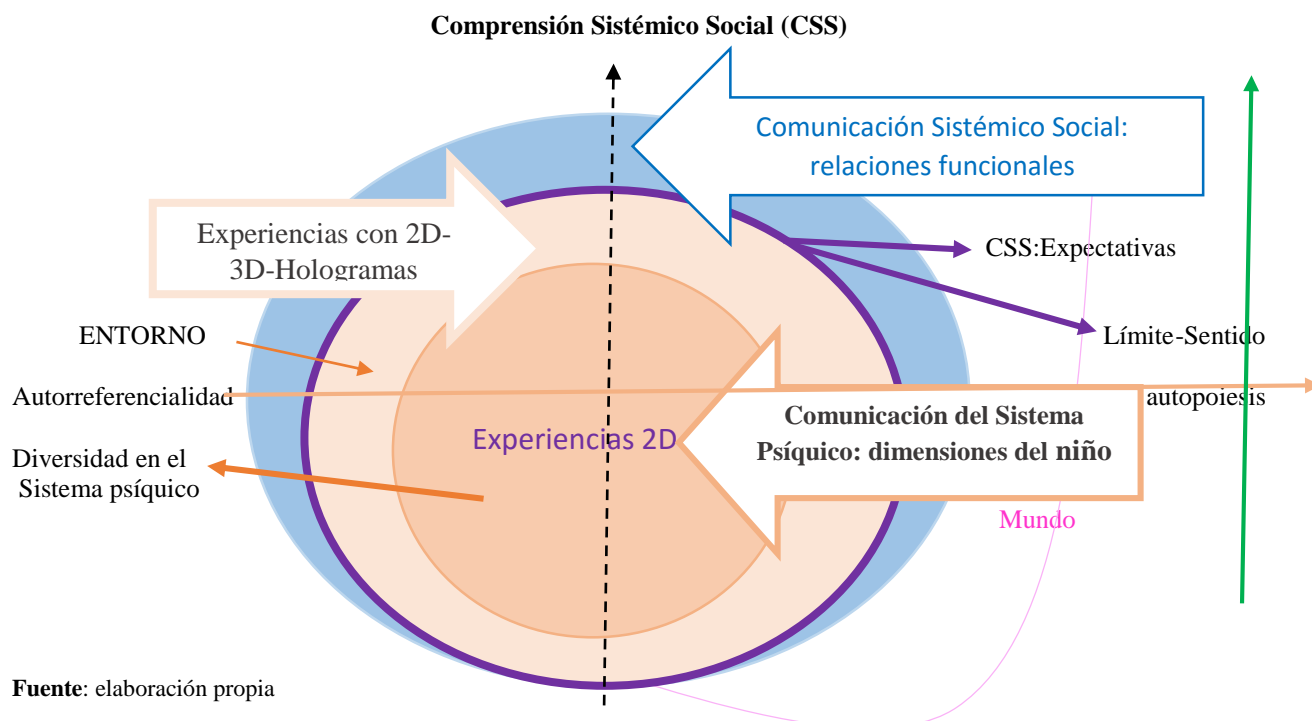 Comprensión Sistémico Social (CSS)
Comunicación Sistémico Social:
relaciones funcionales
Experiencias con 2D-
3D-Hologramas
CSS:Expectativas
ENTORNO
Límite-Sentido
Autorreferencialidad
autopoiesis
Comunicación del Sistema
Psíquico: dimensiones del niño
Experiencias 2D
Diversidad en el
Sistema psíquico
Mundo
Fuente: elaboración propia